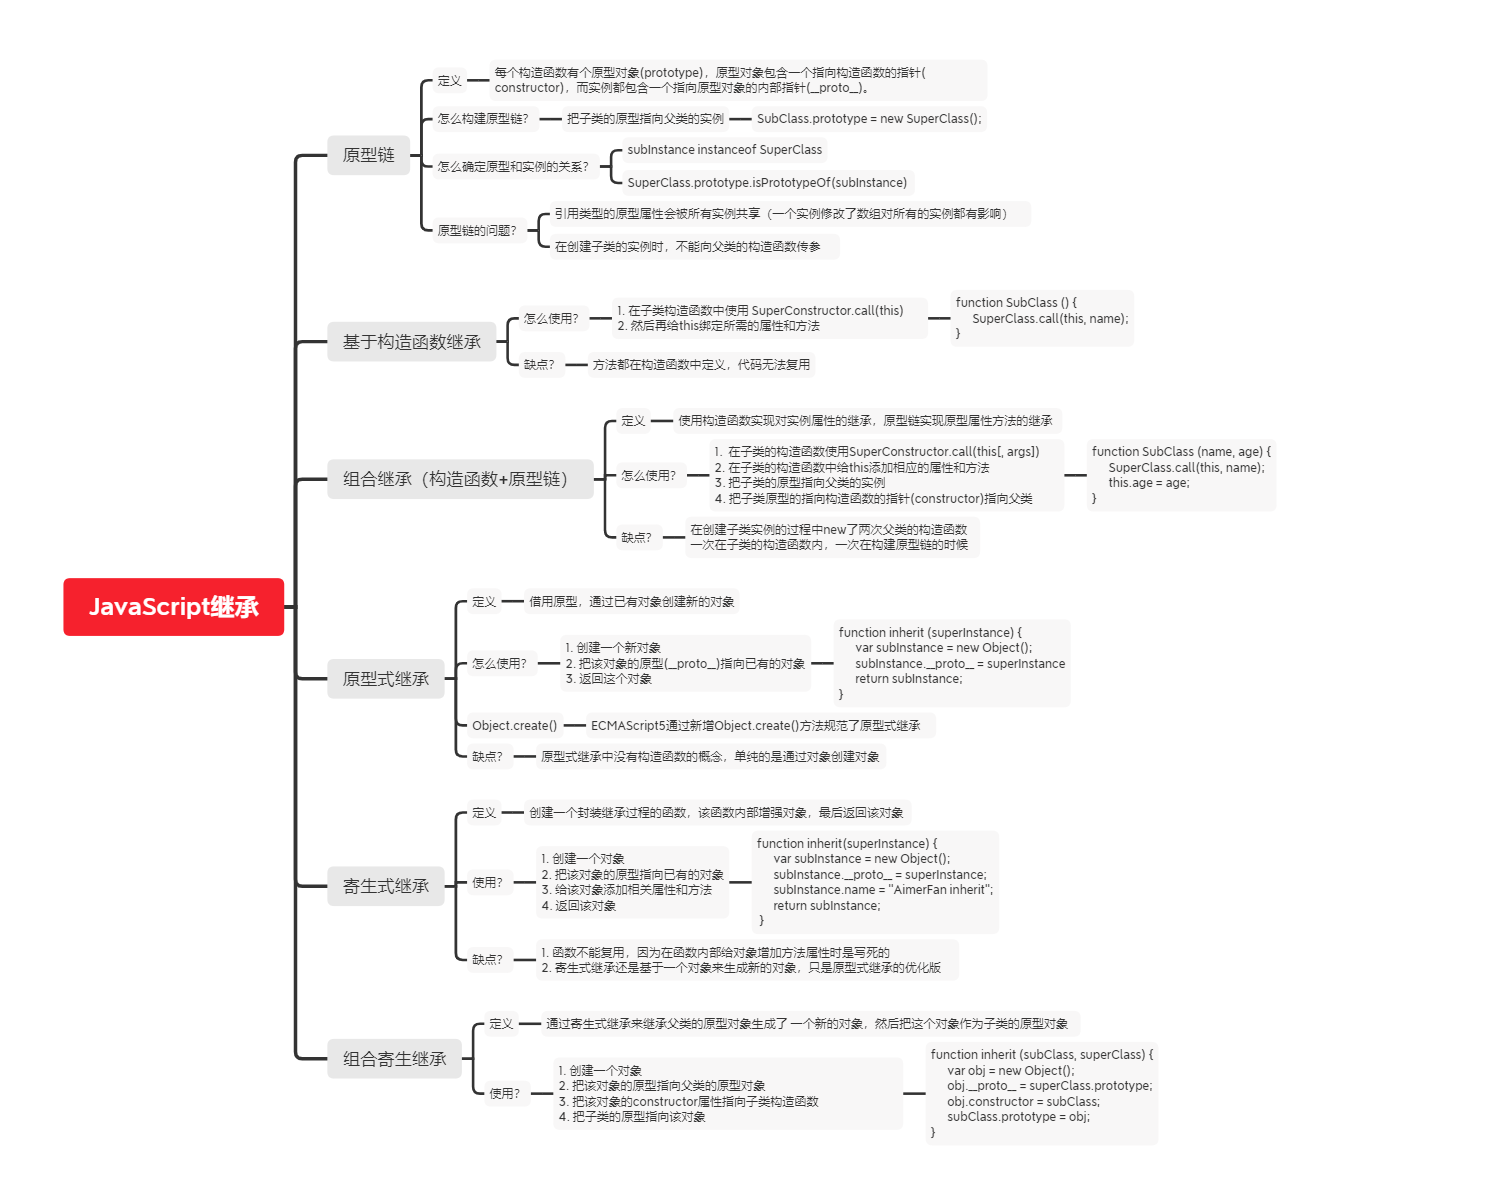 JavaScript继承
原型链
定义
每个构造函数有个原型对象(prototype)，原型对象包含一个指向构造函数的指针(
constructor)，而实例都包含一个指向原型对象的内部指针(__proto__)。
怎么构建原型链？
把子类的原型指向父类的实例
SubClass.prototype = new SuperClass();
怎么确定原型和实例的关系？
subInstance instanceof SuperClass
SuperClass.prototype.isPrototypeOf(subInstance)
原型链的问题？
引用类型的原型属性会被所有实例共享（一个实例修改了数组对所有的实例都有影响）
在创建子类的实例时，不能向父类的构造函数传参
基于构造函数继承
怎么使用？
1. 在子类构造函数中使用 SuperConstructor.call(this)
2. 然后再给this绑定所需的属性和方法
function SubClass () {
SuperClass.call(this, name);
}
缺点？
方法都在构造函数中定义，代码无法复用
组合继承（构造函数+原型链）
定义
使用构造函数实现对实例属性的继承，原型链实现原型属性方法的继承
怎么使用？
1. 在子类的构造函数使用SuperConstructor.call(this[, args])
2. 在子类的构造函数中给this添加相应的属性和方法
3. 把子类的原型指向父类的实例
4. 把子类原型的指向构造函数的指针(constructor)指向父类
function SubClass (name, age) {
SuperClass.call(this, name);
this.age = age;
}
缺点？
在创建子类实例的过程中new了两次父类的构造函数
一次在子类的构造函数内，一次在构建原型链的时候
原型式继承
定义
借用原型，通过已有对象创建新的对象
怎么使用？
1. 创建一个新对象
2. 把该对象的原型(__proto__)指向已有的对象
3. 返回这个对象
function inherit (superInstance) {
var subInstance = new Object();
subInstance.__proto__ = superInstance
return subInstance;
}
Object.create()
ECMAScript5通过新增Object.create()方法规范了原型式继承
缺点？
原型式继承中没有构造函数的概念，单纯的是通过对象创建对象
寄生式继承
定义
创建一个封装继承过程的函数，该函数内部增强对象，最后返回该对象
使用？
1. 创建一个对象
2. 把该对象的原型指向已有的对象
3. 给该对象添加相关属性和方法
4. 返回该对象
function inherit(superInstance) {
var subInstance = new Object();
subInstance.__proto__ = superInstance;
subInstance.name = "AimerFan inherit";
return subInstance;
}
缺点？
1. 函数不能复用，因为在函数内部给对象增加方法属性时是写死的
2. 寄生式继承还是基于一个对象来生成新的对象，只是原型式继承的优化版
组合寄生继承
定义
通过寄生式继承来继承父类的原型对象生成了一个新的对象，然后把这个对象作为子类的原型对象
使用？
1. 创建一个对象
2. 把该对象的原型指向父类的原型对象
3. 把该对象的constructor属性指向子类构造函数
4. 把子类的原型指向该对象
function inherit (subClass, superClass) {
var obj = new Object();
obj.__proto__ = superClass.prototype;
obj.constructor = subClass;
subClass.prototype = obj;
}